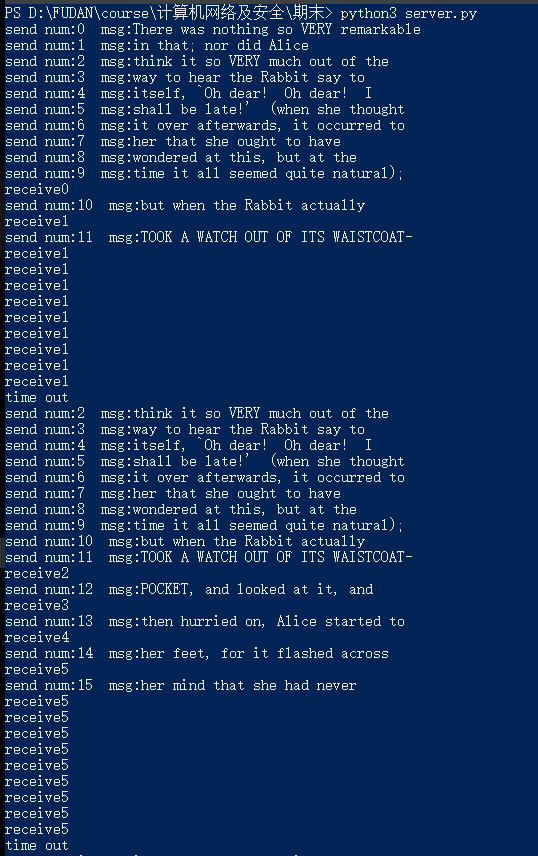 PS D:\FUDAN\course\计算机网络及安全\期末> python3 server.py
send num:0  msg:There was nothing so VERY remarkable
send num:1  msg:in that; nor did Alice
send num:2  msg:think it so VERY much out of the
send num:3  msg:way to hear the Rabbit say to
send num:4  msg:itself, `Oh dear!  Oh dear!  I
send num:5  msg:shall be late!'  (when she thought
send num:6  msg:it over afterwards, it occurred to
send num:7  msg:her that she ought to have
send num:8  msg:wondered at this, but at the
send num:9  msg:time it all seemed quite natural);
receive0
send num:10  msg:but when the Rabbit actually
receive1
send num:11  msg:TOOK A WATCH OUT OF ITS WAISTCOAT-
receive1
receive1
receive1
receive1
receive1
receive1
receive1
receive1
receive1
time out
send num:2  msg:think it so VERY much out of the
send num:3  msg:way to hear the Rabbit say to
send num:4  msg:itself, `Oh dear!  Oh dear!  I
send num:5  msg:shall be late!'  (when she thought
send num:6  msg:it over afterwards, it occurred to
send num:7  msg:her that she ought to have
send num:8  msg:wondered at this, but at the
send num:9  msg:time it all seemed quite natural);
send num:10  msg:but when the Rabbit actually
send num:11  msg:TOOK A WATCH OUT OF ITS WAISTCOAT-
receive2
send num:12  msg:POCKET, and looked at it, and
receive3
send num:13  msg:then hurried on, Alice started to
receive4
send num:14  msg:her feet, for it flashed across
receive5
send num:15  msg:her mind that she had never
receive5
receive5
receive5
receive5
receive5
receive5
receive5
receive5
receive5
time out